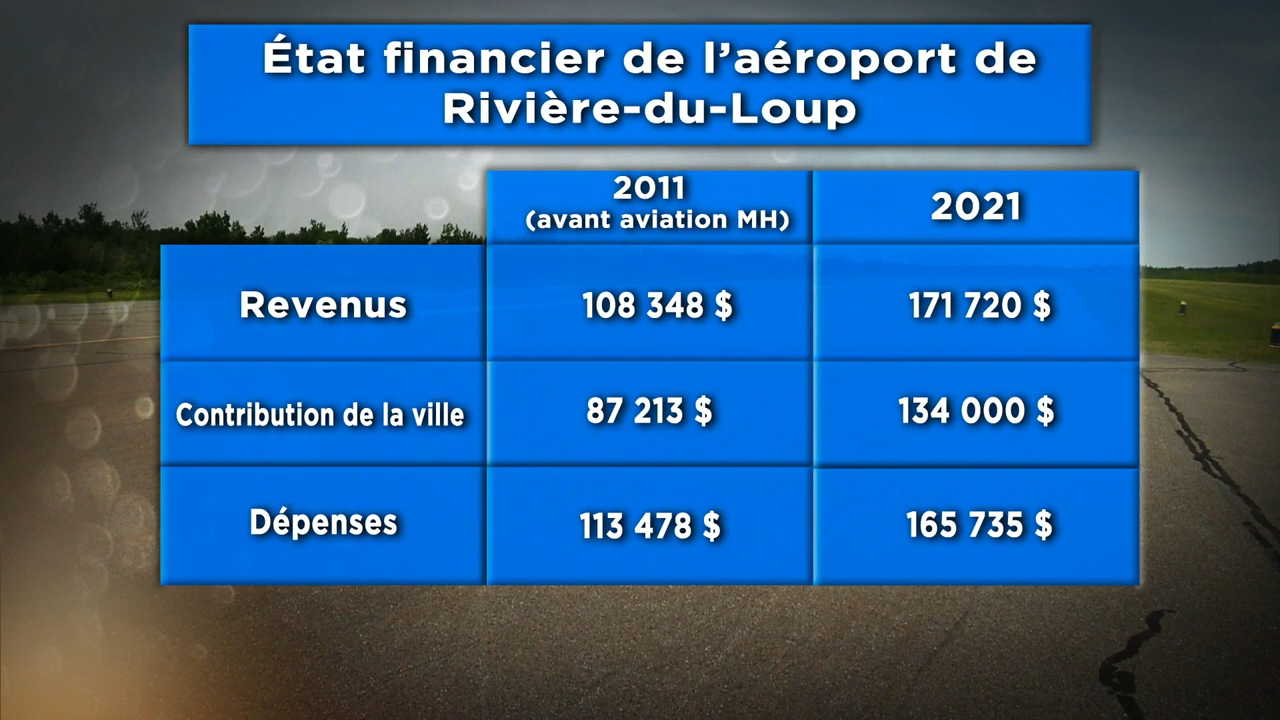 État financier de l’aéroport de
Rivière-du-Loup
2011
(avant aviation MH)
2021
Revenus
108 348 $
171 720 $
Contribution de la ville
87 213 $
134 000 $
Dépenses
113 478 $
165 735 $